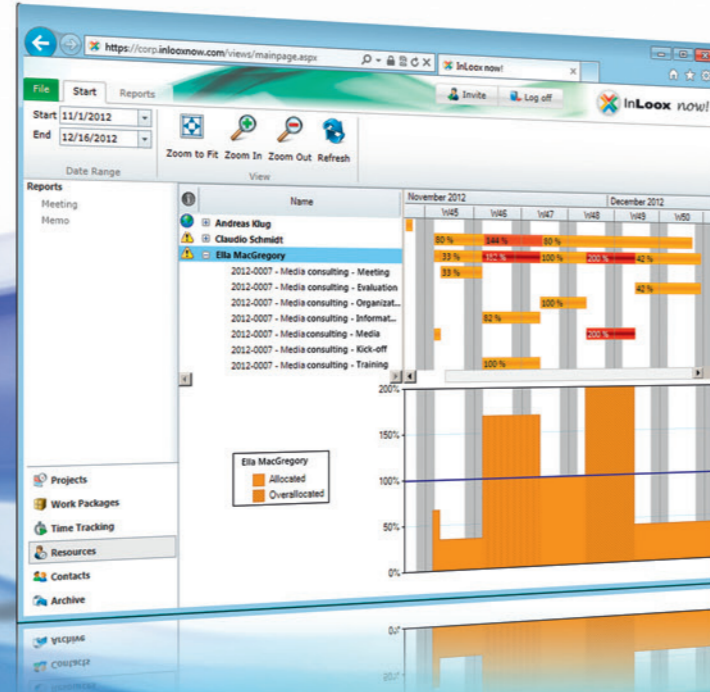 https://corp.inlooxnow.com/views/mainpage.aspx
InLoox now!
File Start Reports
Invite Log off
InLoox now!
Start 11/1/2012
End 12/16/2012
Zoom to Fit Zoom In Zoom Out Refresh
Date Range View
Reports
Meeting
Memo
Name
November 2012 December 2012
W45 W46 W47 W48 W49 W50
Andreas Klug
Claudio Schmidt
80 % 144 % 80 %
Ella MacGregory
33 % 182 % 100 % 200 % 42 %
2012-0007 - Media consulting - Meeting
33 %
2012-0007 - Media consulting - Evaluation
42 %
2012-0007 - Media consulting - Organizat...
100 %
2012-0007 - Media consulting - Informat...
82 %
2012-0007 - Media consulting - Media
200 %
2012-0007 - Media consulting - Kick-off
2012-0007 - Media consulting - Training
100 %
200%
150%
100%
50%
0%
Ella MacGregory
Allocated
Overallocated
Projects
Work Packages
Time Tracking
Resources
Contacts
Archive